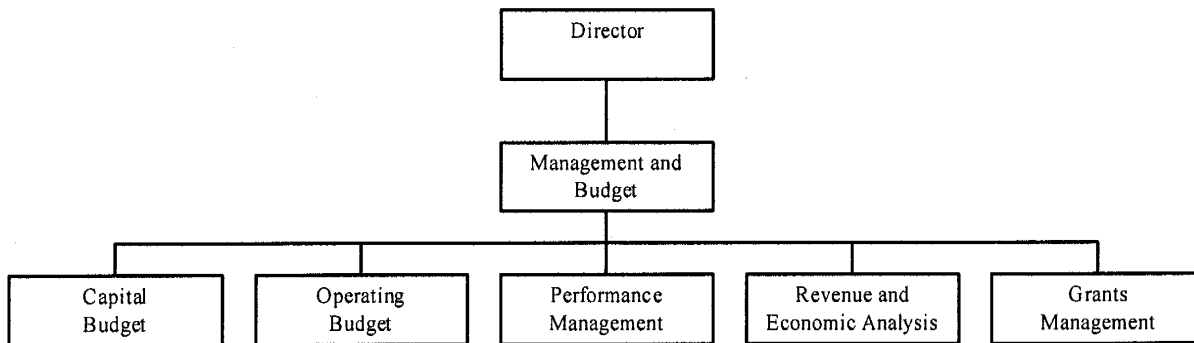 Director
Management and
Budget
Capital
Budget
Operating
Budget
Performance
Management
Revenue and
Economic Analysis
Grants
Management